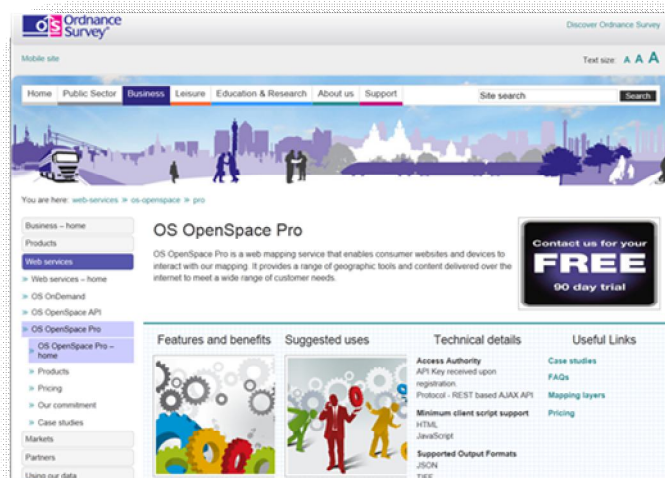 Ordnance
Survey®
Discover Ordnance Survey
Mobile site
Text size: A A A
Home Public Sector Business Leisure Education & Research About us Support Site search Search
You are here: web-services » os-openspace » pro
Business – home
Products
Web services
» Web services – home
» OS OnDemand
» OS OpenSpace API
» OS OpenSpace Pro
» OS OpenSpace Pro –
home
» Products
» Pricing
» Our commitment
» Case studies
Markets
Partners
Using our data
OS OpenSpace Pro
OS OpenSpace Pro is a web mapping service that enables consumer websites and devices to
interact with our mapping. It provides a range of geographic tools and content delivered over the
internet to meet a wide range of customer needs.
Contact us for your
FREE
90 day trial
Features and benefits
Suggested uses
Technical details
Access Authority
API Key received upon
registration.
Protocol - REST based AJAX API
Minimum client script support
HTML
JavaScript
Supported Output Formats
JSON
TIFF
Useful Links
Case studies
FAQs
Mapping layers
Pricing